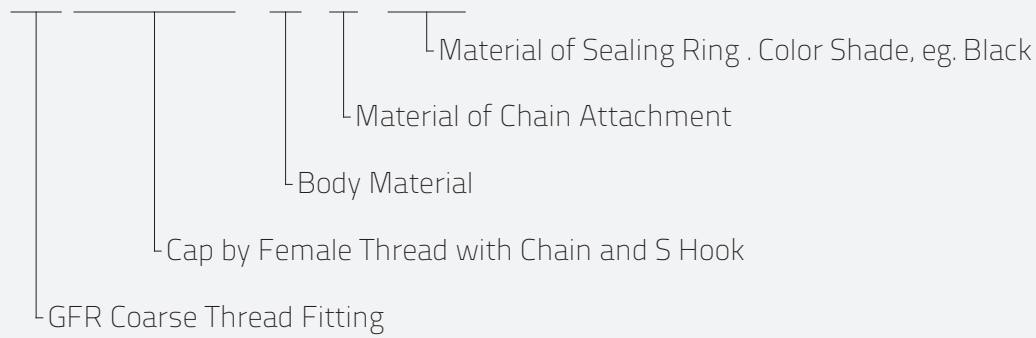 Material of Sealing Ring . Color Shade, eg. Black
Material of Chain Attachment
Body Material
Cap by Female Thread with Chain and S Hook
GFR Coarse Thread Fitting